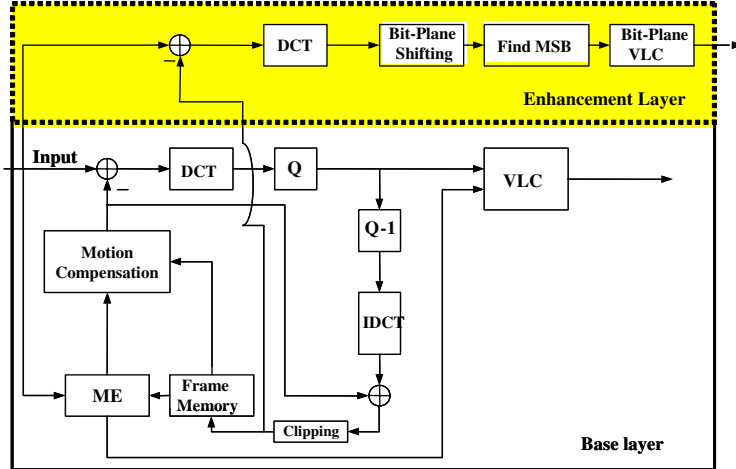 DCT
Bit-Plane
Shifting
Find MSB
Bit-Plane
VLC
Enhancement Layer
Input
DCT
Q
VLC
Q-1
Motion
Compensation
IDCT
ME
Frame
Memory
Clipping
Base layer